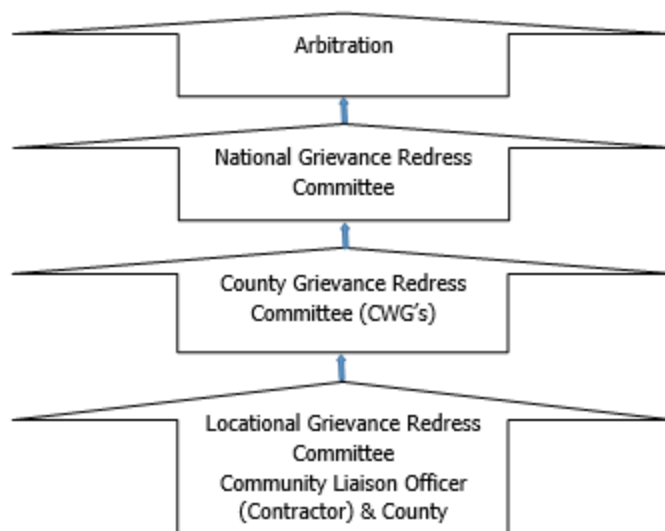 Arbitration
National Grievance Redress
Committee
County Grievance Redress
Committee (CWG's)
Locational Grievance Redress
Committee
Community Liaison Officer
(Contractor) & County